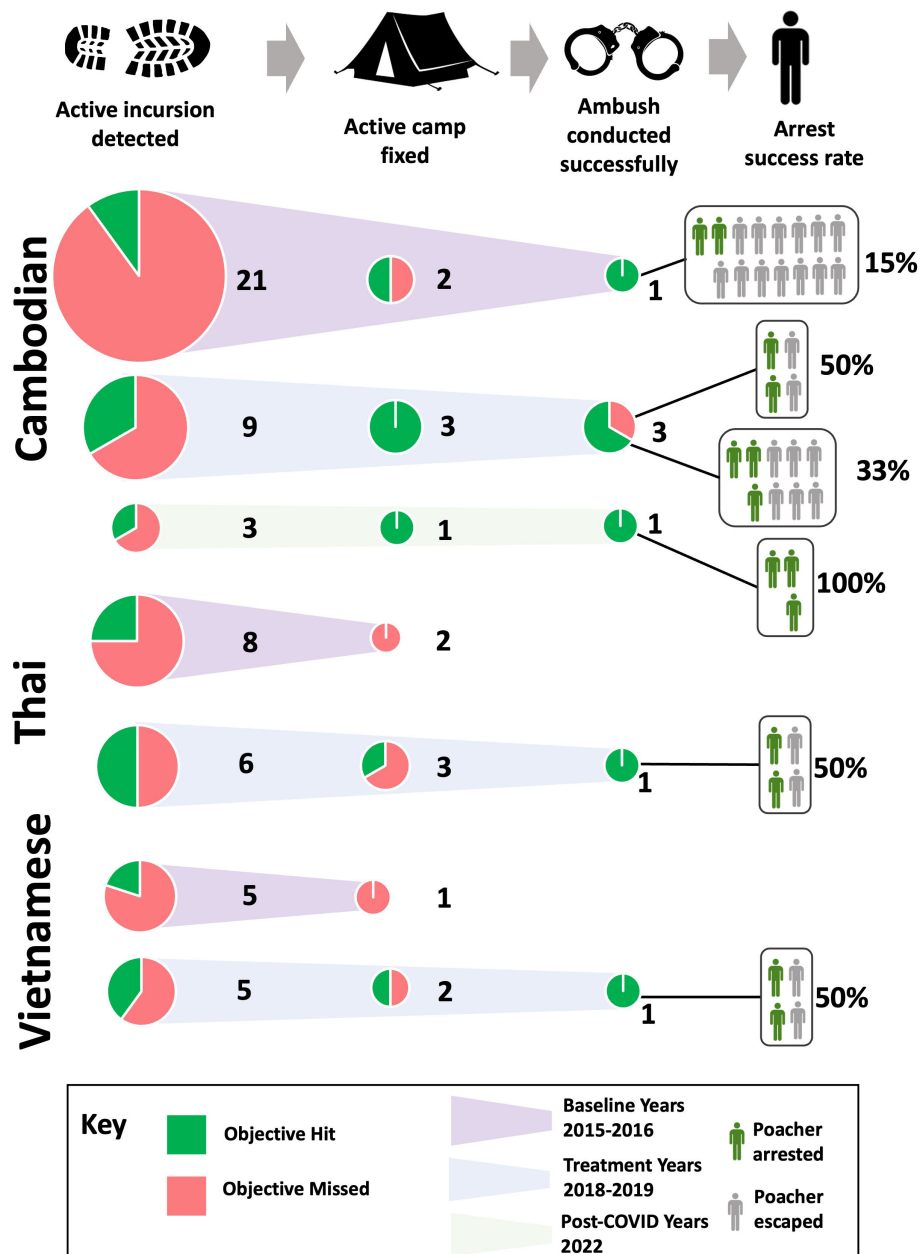 Active incursion
detected
Active camp
fixed
Ambush
conducted
successfully
Arrest
success rate
Cambodian
21
2
1
15%
9
3
3
50%
33%
3
1
1
100%
Thai
8
2
6
3
1
50%
Vietnamese
5
1
5
2
1
50%
Key
Objective Hit
Objective Missed
Baseline Years
2015-2016
Treatment Years
2018-2019
Post-COVID Years
2022
Poacher
arrested
Poacher
escaped